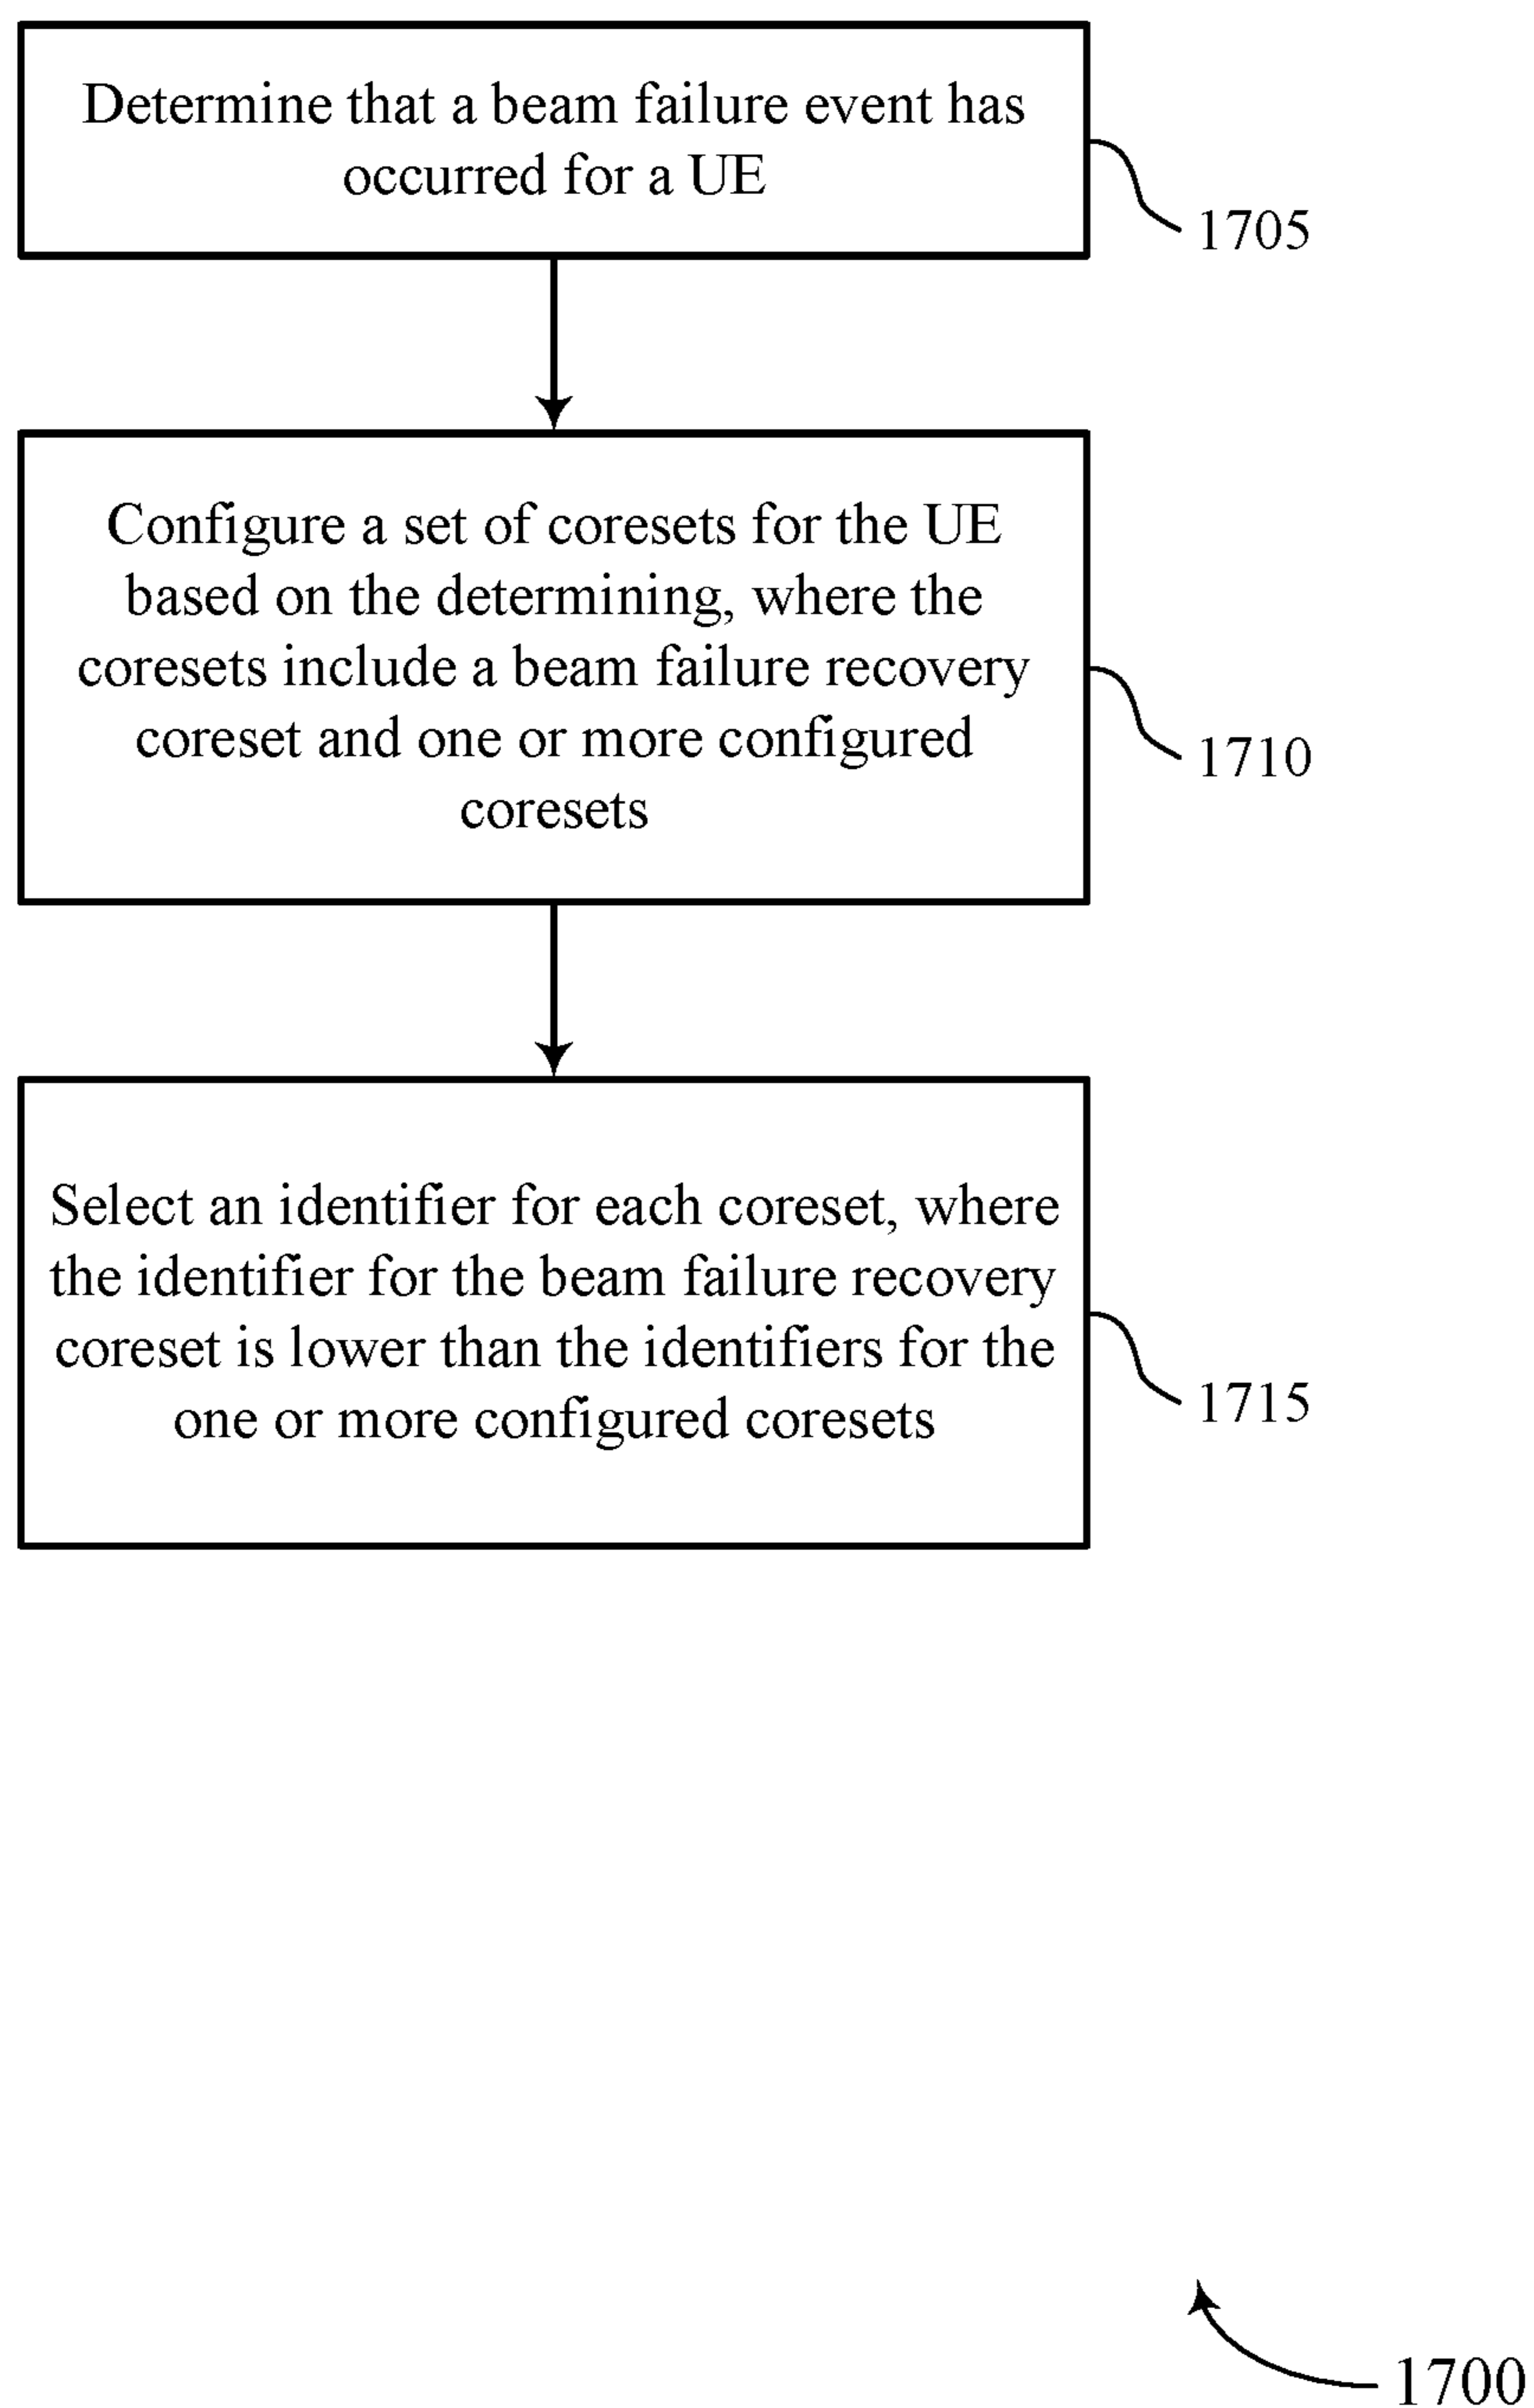 Determine that a beam failure event has
occurred for a UE
1705
Configure a set of coresets for the UE
based on the determining, where the
coresets include a beam failure recovery
coreset and one or more configured
coresets
1710
Select an identifier for each coreset, where
the identifier for the beam failure recovery
coreset is lower than the identifiers for the
one or more configured coresets
1715
1700